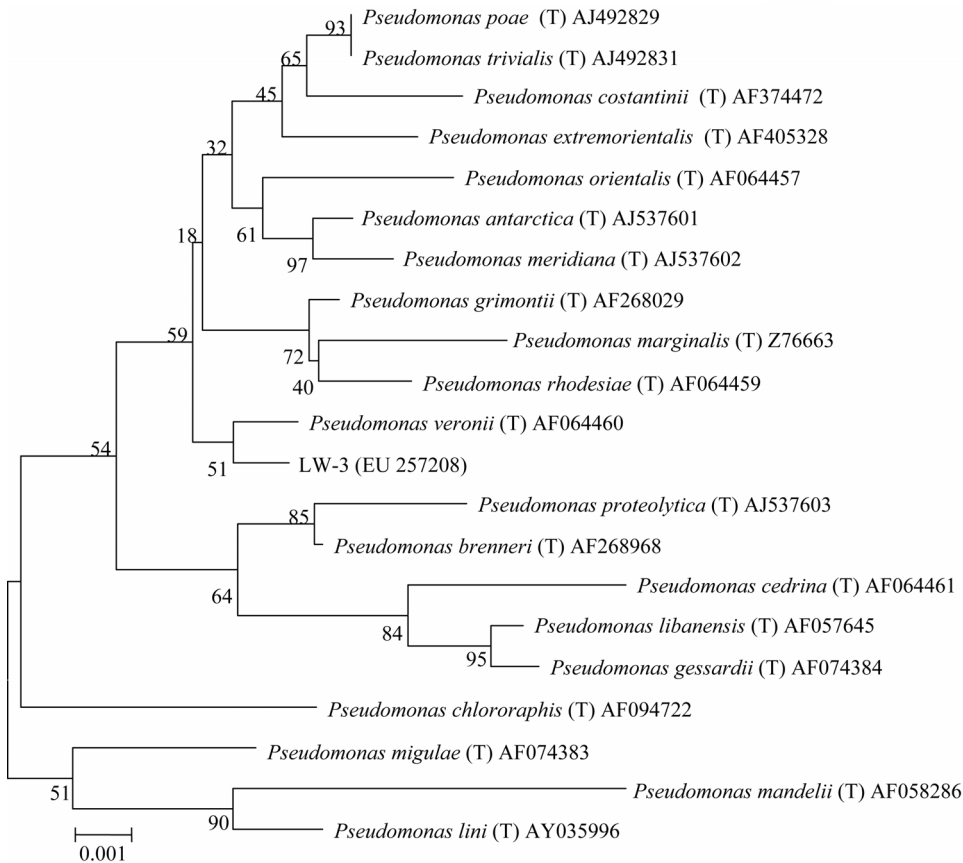 93 Pseudomonas poae (T) AJ492829
65 Pseudomonas trivialis (T) AJ492831
45 Pseudomonas costantinii (T) AF374472
Pseudomonas extremorientalis (T) AF405328
32
Pseudomonas orientalis (T) AF064457
Pseudomonas antarctica (T) AJ537601
18 61
97 Pseudomonas meridiana (T) AJ537602
Pseudomonas grimontii (T) AF268029
59 Pseudomonas marginalis (T) Z76663
72
40 Pseudomonas rhodesiae (T) AF064459
Pseudomonas veronii (T) AF064460
54
51 LW-3 (EU 257208)
Pseudomonas proteolytica (T) AJ537603
85
Pseudomonas brenneri (T) AF268968
Pseudomonas cedrina (T) AF064461
64
Pseudomonas libanensis (T) AF057645
84
95 Pseudomonas gessardii (T) AF074384
Pseudomonas chlororaphis (T) AF094722
Pseudomonas migulae (T) AF074383
51 Pseudomonas mandelii (T) AF058286
90 Pseudomonas lini (T) AY035996
0.001